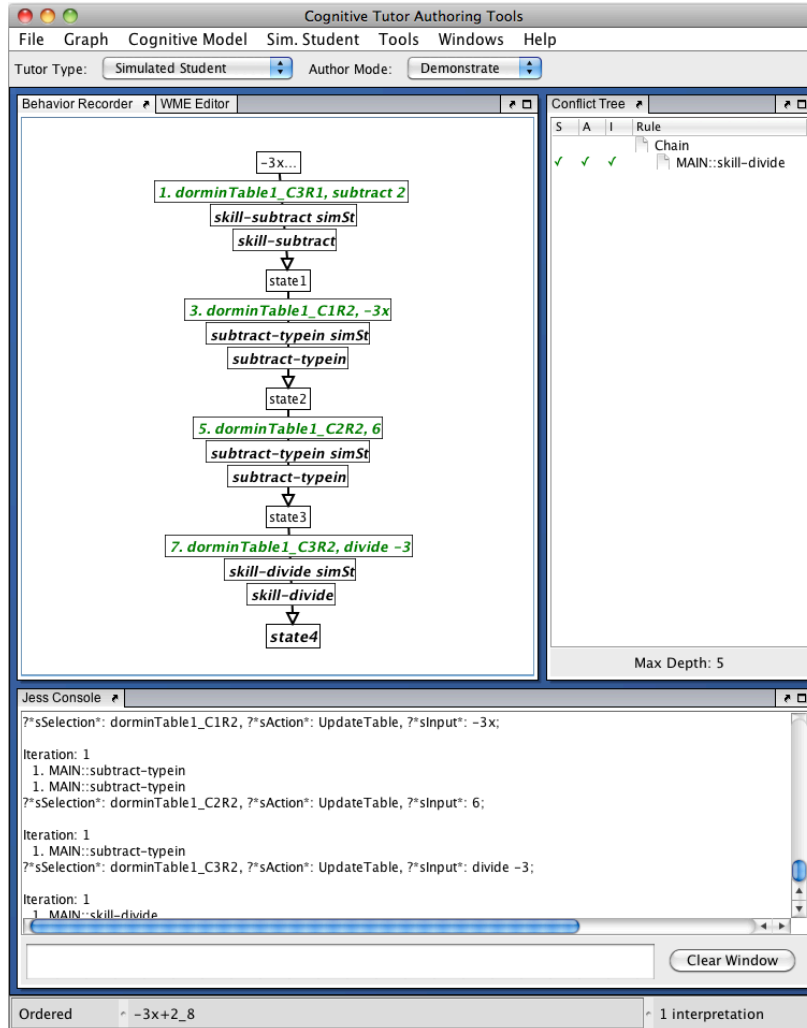 Cognitive Tutor Authoring Tools
File Graph Cognitive Model Sim. Student Tools Windows Help
Tutor Type: Simulated Student Author Mode: Demonstrate
Behavior Recorder WME Editor
-3x...
1. dorminTable1_C3R1, subtract 2
skill-subtract simSt
skill-subtract
state1
3. dorminTable1_C1R2, -3x
subtract-typein simSt
subtract-typein
state2
5. dorminTable1_C2R2, 6
subtract-typein simSt
subtract-typein
state3
7. dorminTable1_C3R2, divide -3
skill-divide simSt
skill-divide
state4
Conflict Tree
S A I Rule
Chain
✓ ✓ ✓ MAIN::skill-divide
Max Depth: 5
Jess Console
?*sSelection*: dorminTable1_C1R2, ?*sAction*: UpdateTable, ?*sInput*: -3x;
Iteration: 1
1. MAIN::subtract-typein
1. MAIN::subtract-typein
?*sSelection*: dorminTable1_C2R2, ?*sAction*: UpdateTable, ?*sInput*: 6;
Iteration: 1
1. MAIN::subtract-typein
?*sSelection*: dorminTable1_C3R2, ?*sAction*: UpdateTable, ?*sInput*: divide -3;
Iteration: 1
1. MAIN::skill-divide
Clear Window
Ordered -3x+2_8 1 interpretation